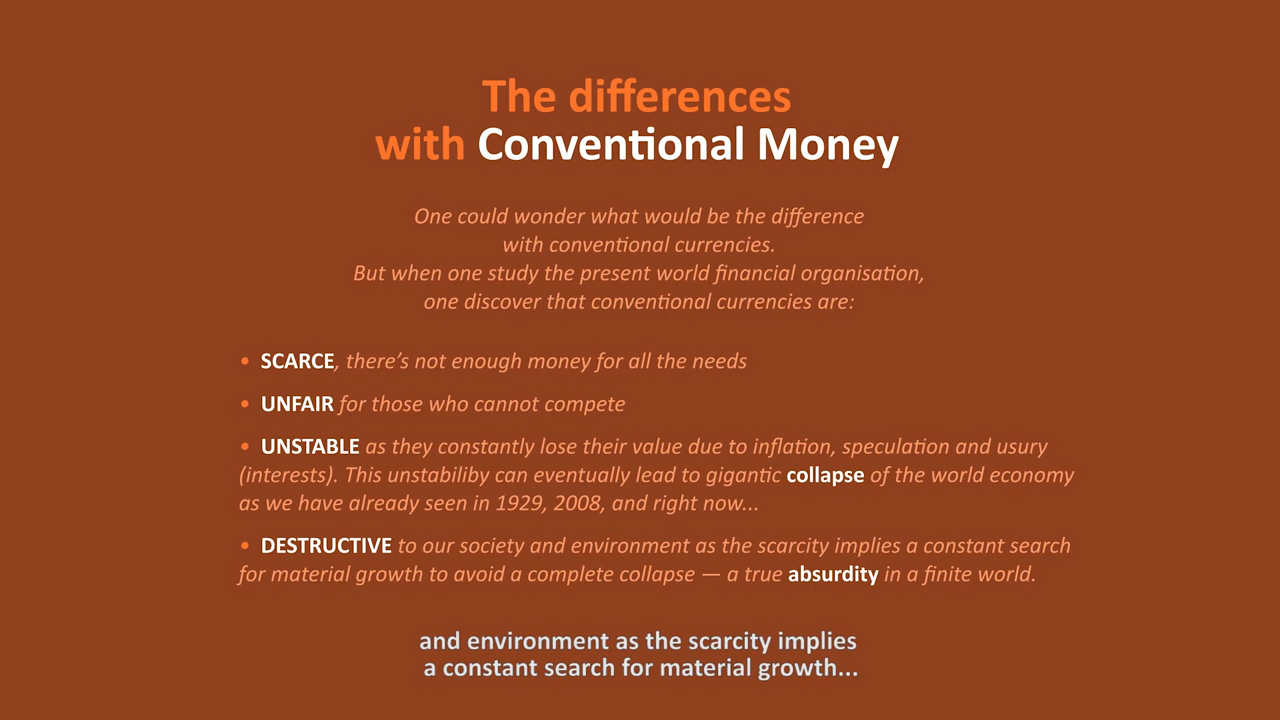 The differences
with Conventional Money
One could wonder what would be the difference
with conventional currencies.
But when one study the present world financial organisation,
one discover that conventional currencies are:
• SCARCE, there’s not enough money for all the needs
• UNFAIR for those who cannot compete
• UNSTABLE as they constantly lose their value due to inflation, speculation and usury
(interests). This unstabiliby can eventually lead to gigantic collapse of the world economy
as we have already seen in 1929, 2008, and right now...
• DESTRUCTIVE to our society and environment as the scarcity implies a constant search
for material growth to avoid a complete collapse — a true absurdity in a finite world.
and environment as the scarcity implies
a constant search for material growth...